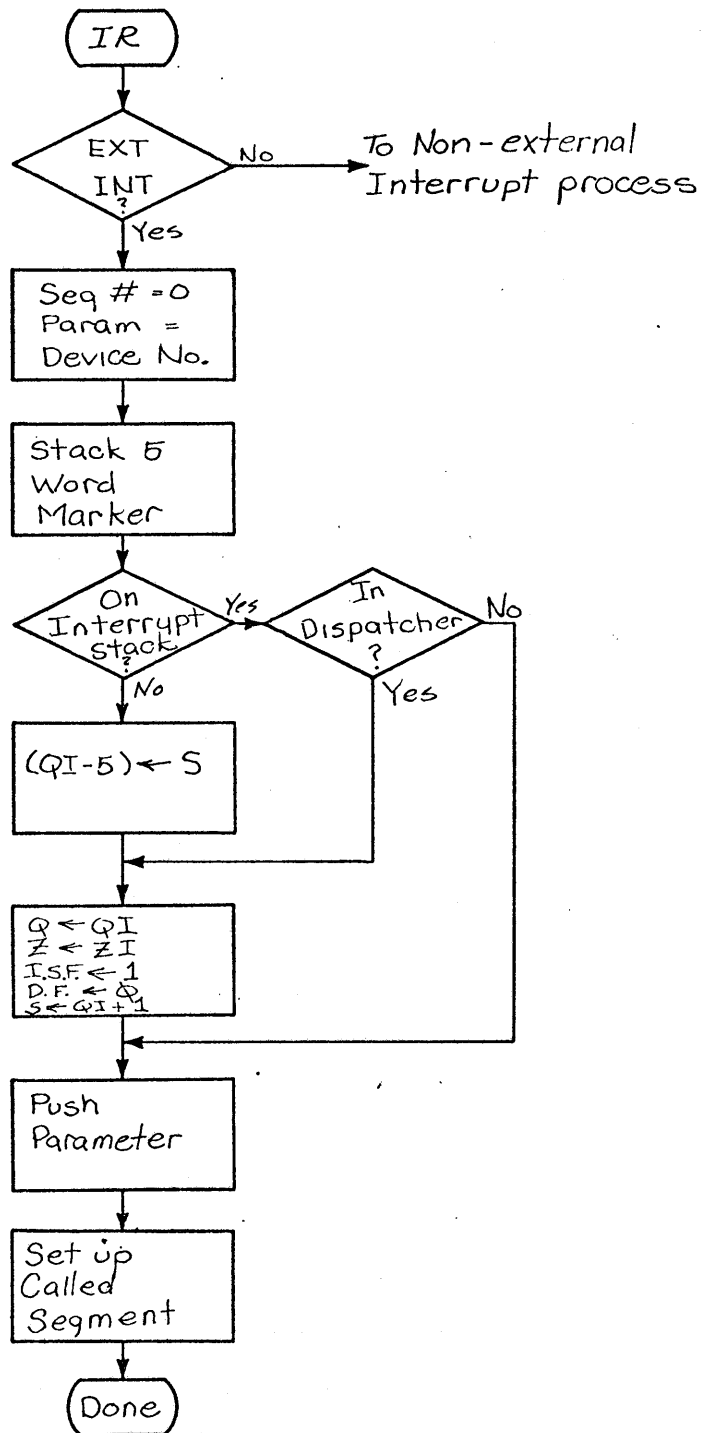 IR
EXT
INT
?
No
To Non-external
Interrupt process
Yes
Seg # = 0
Param =
Device No.
Stack 5
Word
Marker
On
Interrupt
Stack
?
Yes
In
Dispatcher
?
No
No
Yes
(QI-5) ← S
Q ← QI
Z ← ZI
I.S.F. ← 1
D.F. ← 0
S ← QI + 1
Push
Parameter
Set up
Called
Segment
Done